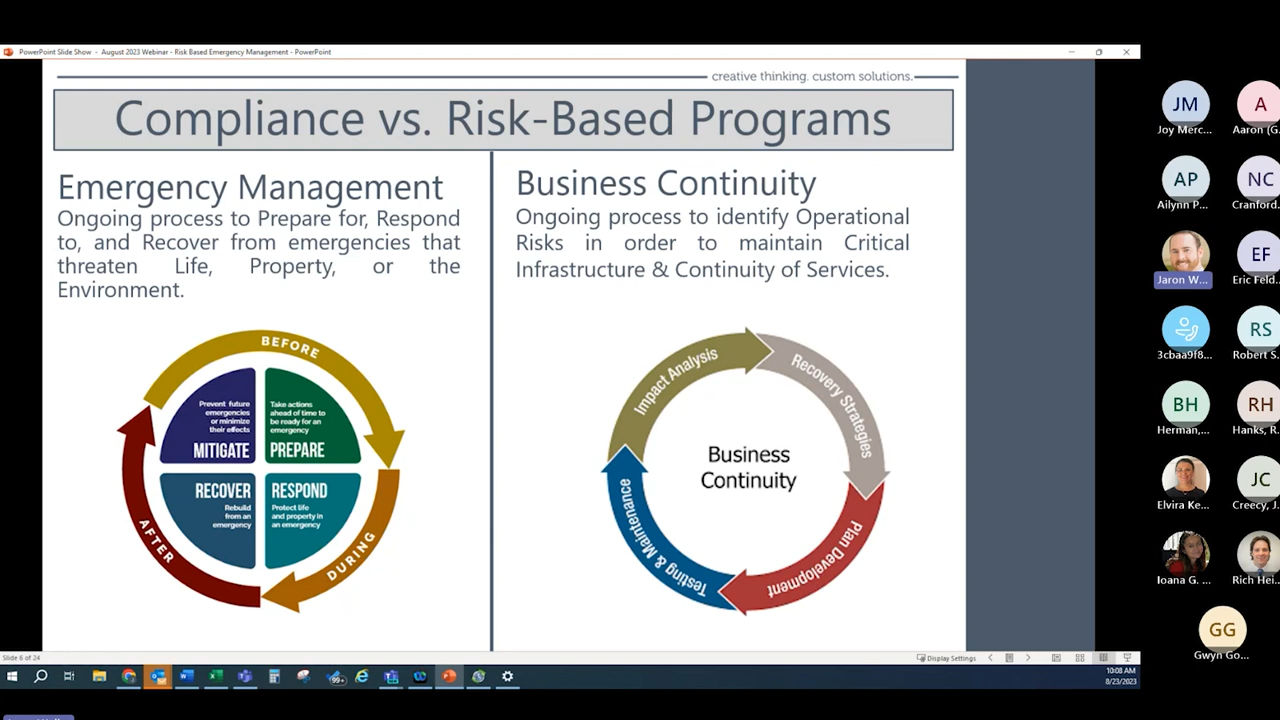 PowerPoint Slide Show - August 2023 Webinar - Risk Based Emergency Management - PowerPoint
creative thinking. custom solutions.
Compliance vs. Risk-Based Programs
Emergency Management
Ongoing process to Prepare for, Respond
to, and Recover from emergencies that
threaten Life, Property, or the
Environment.
BEFORE
Prevent future
emergencies
or minimize
their effects
MITIGATE
Take actions
ahead of time to
be ready for an
emergency
PREPARE
RECOVER
Rebuild
from an
emergency
RESPOND
Protect life
and property in
an emergency
AFTER
DURING
Business Continuity
Ongoing process to identify Operational
Risks in order to maintain Critical
Infrastructure & Continuity of Services.
Impact Analysis
Recovery Strategies
Business
Continuity
Testing & Maintenance
Plan Development
JM
Joy Merc...
A
Aaron (G...
AP
Ailynn P...
NC
Cranford...
Jaron W...
EF
Eric Feld...
3cbaa9f8...
RS
Robert S...
BH
Herman,...
RH
Hanks, R...
Elvira Ke...
JC
Creecy, J...
Ioana G. ...
Rich Hei...
GG
Gwyn Go...
Slide 6 of 24
Display Settings
99+
10:08 AM
8/23/2023